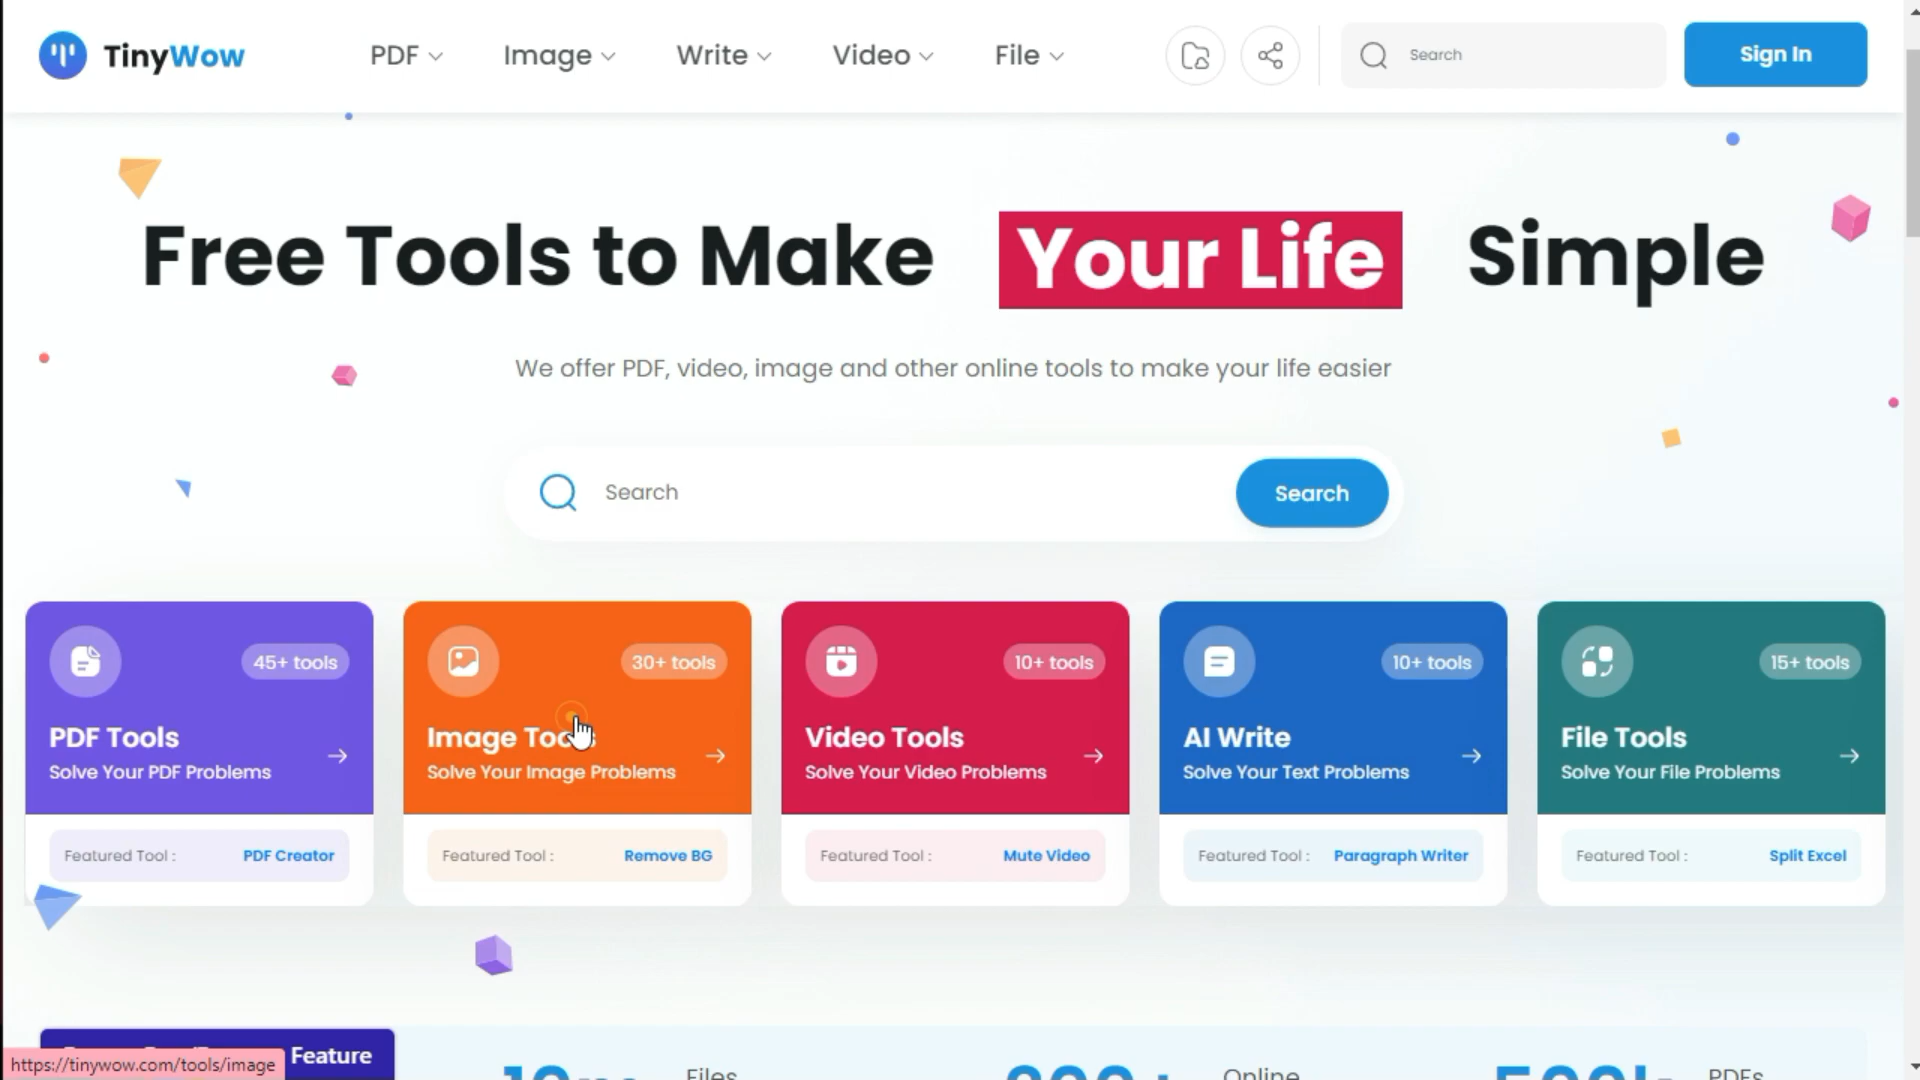 TinyWow
PDF
Image
Write
Video
File
Search
Sign In
Free Tools to Make Your Life Simple
We offer PDF, video, image and other online tools to make your life easier
Search
Search
45+ tools
PDF Tools
Solve Your PDF Problems
Featured Tool :
PDF Creator
30+ tools
Image Tools
Solve Your Image Problems
Featured Tool :
Remove BG
10+ tools
Video Tools
Solve Your Video Problems
Featured Tool :
Mute Video
10+ tools
AI Write
Solve Your Text Problems
Featured Tool :
Paragraph Writer
15+ tools
File Tools
Solve Your File Problems
Featured Tool :
Split Excel
Feature
https://tinywow.com/tools/image
Files
Online
PDFs